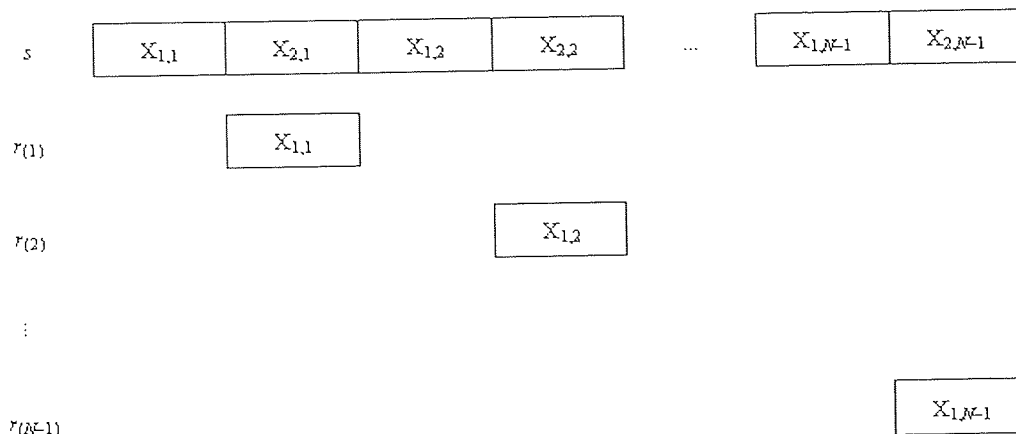 s X1,1 X2,1 X1,2 X2,2 ... X1,N-1 X2,N-1
r(1) X1,1
r(2) X1,2
⋮
r(N-1) X1,N-1